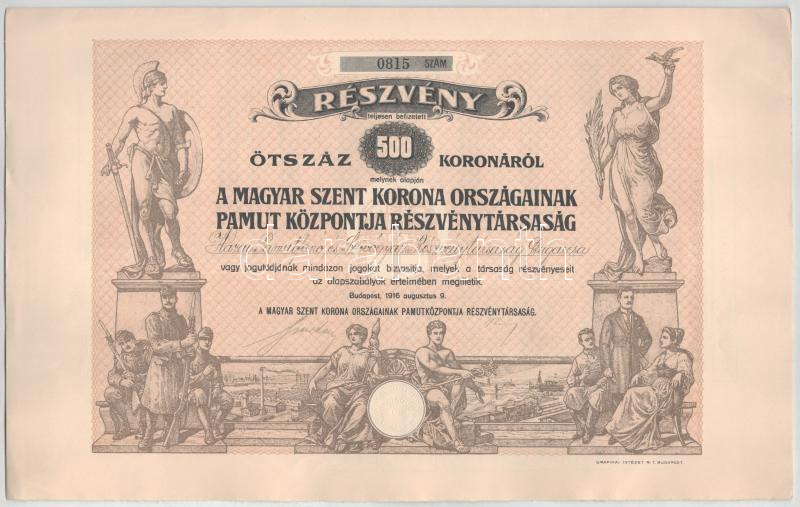 0815 SZÁM
RÉSZVÉNY
teljesen befizetett
ÖTSZÁZ 500 KORONÁRÓL
melynek alapján
A MAGYAR SZENT KORONA ORSZÁGAINAK
PAMUT KÖZPONTJA RÉSZVÉNYTÁRSASÁG
Részvénytársaság
vagy jogutódjának mindazon jogokat biztosítja, melyek a társaság részvényeseit
az alapszabályok értelmében megilletik.
Budapest, 1916 augusztus 9.
A MAGYAR SZENT KORONA ORSZÁGAINAK PAMUTKÖZPONTJA RÉSZVÉNYTÁRSASÁG.
GRAPHIKAI INTÉZET R. T. BUDAPEST.